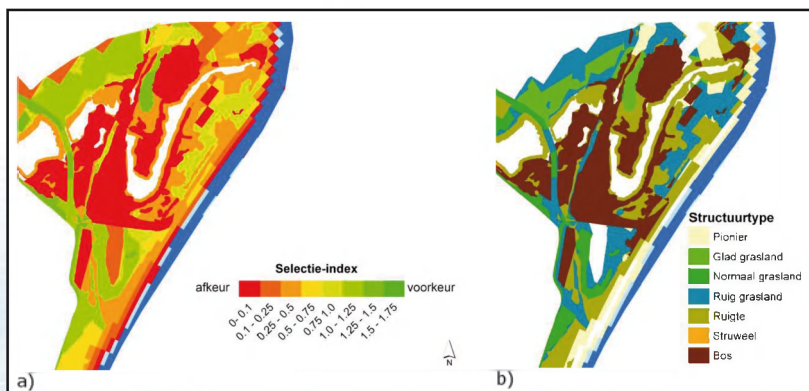 Selectie-index
afkeur
voorkeur
0- 0.1
0.1 - 0.25
0.25 - 0.5
0.5 - 0.75
0.75 1.0
1.0 - 1.25
1.25 - 1.5
1.5 - 1.75
N
a)
Structuurtype
Pionier
Glad grasland
Normaal grasland
Ruig grasland
Ruigte
Struweel
Bos
b)